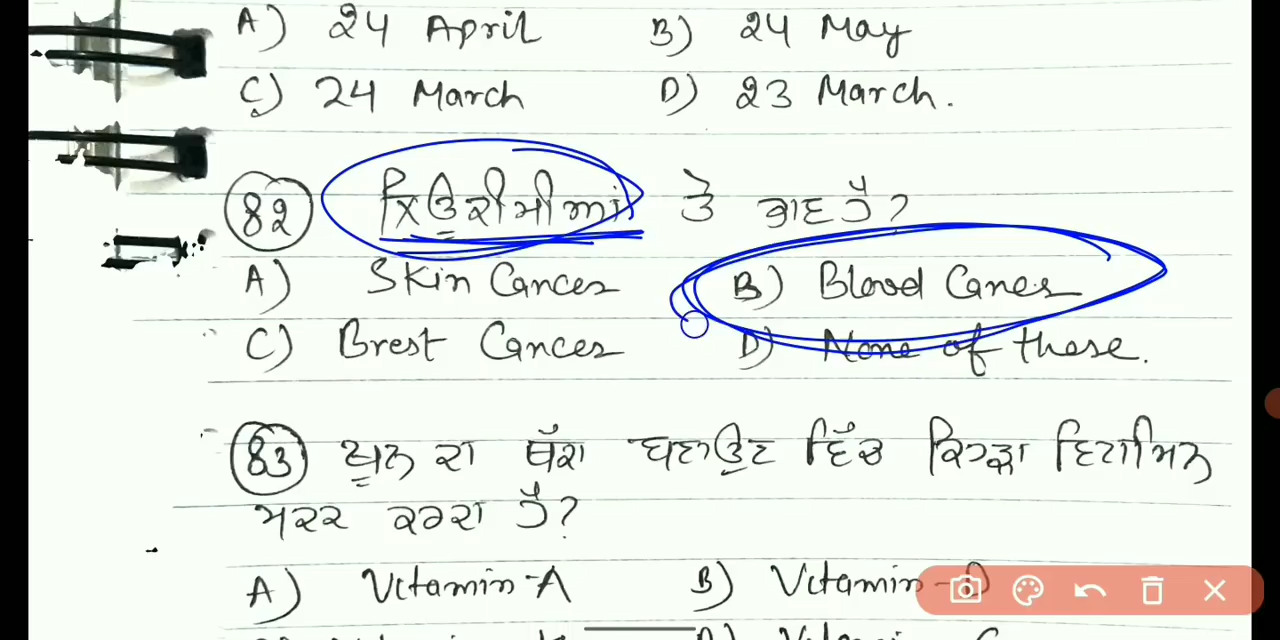 A) 24 April B) 24 May
C) 24 March D) 23 March.
82 ਲਿਊਕੀਮੀਆ ਤੋਂ ਭਾਵ ਹੈ?
A) Skin Cancer B) Blood Cancer
C) Brest Cancer D) None of these.
83 ਖੂਨ ਦਾ ਥੱਕਾ ਬਣਾਉਣ ਵਿੱਚ ਕਿਹੜਾ ਵਿਟਾਮਿਨ
ਮਦਦ ਕਰਦਾ ਹੈ?
A) Vitamin-A B) Vitamin-D